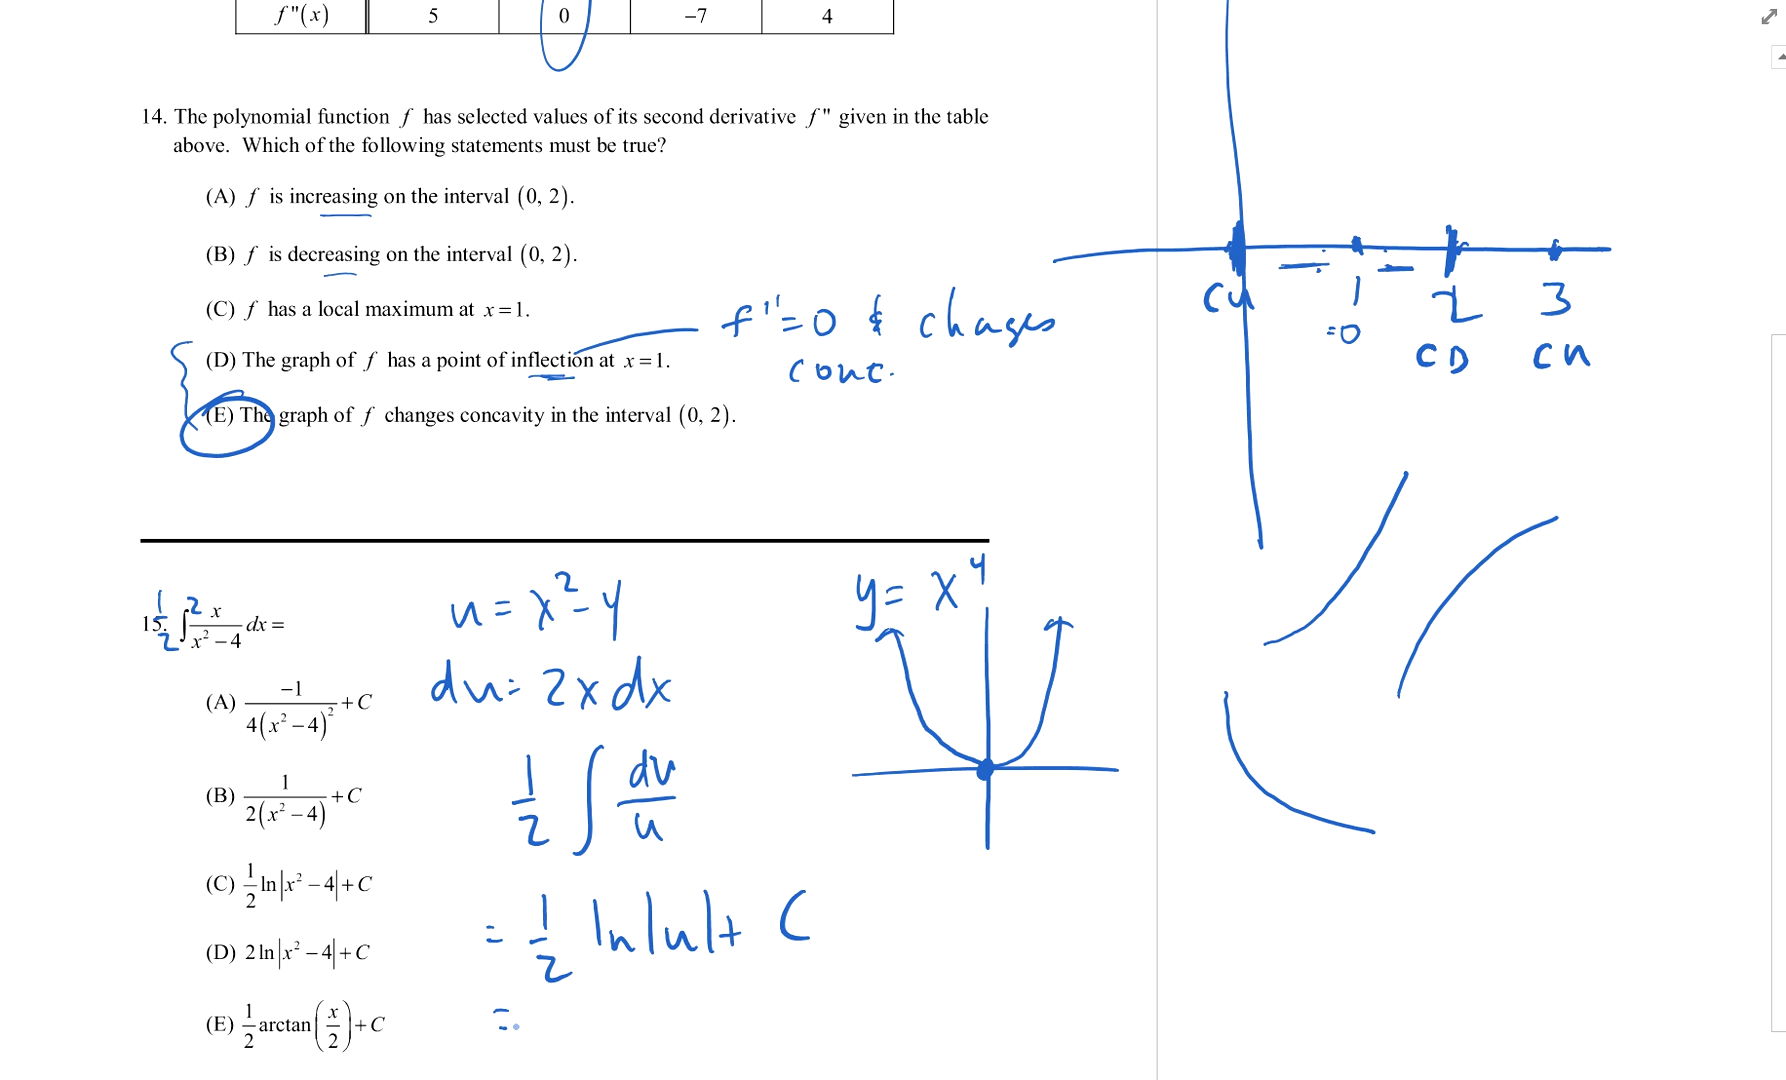 f "(x) 5 0 −7 4
14. The polynomial function f has selected values of its second derivative f " given in the table
above. Which of the following statements must be true?
(A) f is increasing on the interval (0, 2).
(B) f is decreasing on the interval (0, 2).
(C) f has a local maximum at x = 1.
(D) The graph of f has a point of inflection at x = 1.
(E) The graph of f changes concavity in the interval (0, 2).
f''=0 & chages
conc.
CU 1 2 3
=0
CD CU
15. 1/2 ∫ 2 x/(x² − 4) dx =
(A) −1/(4(x² − 4)²) + C
(B) 1/(2(x² − 4)) + C
(C) 1/2 ln|x² − 4| + C
(D) 2 ln|x² − 4| + C
(E) 1/2 arctan(x/2) + C
u = x² − 4
du = 2x dx
1/2 ∫ du/u
= 1/2 ln|u| + C
=
y = x⁴